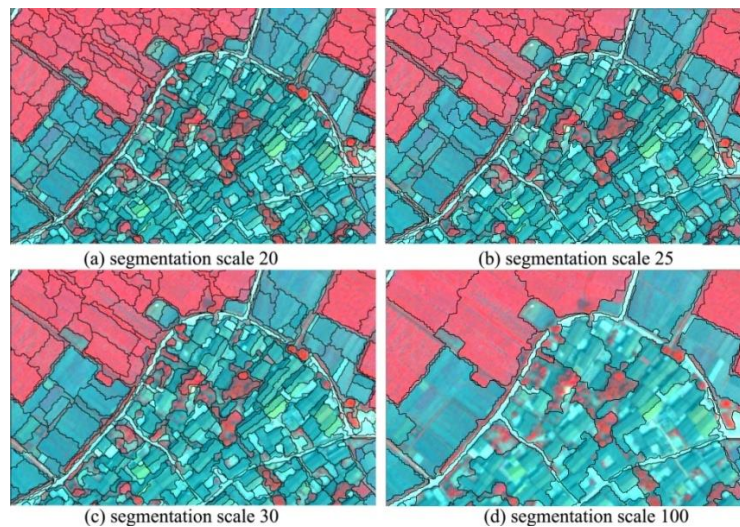 (a) segmentation scale 20
(b) segmentation scale 25
(c) segmentation scale 30
(d) segmentation scale 100